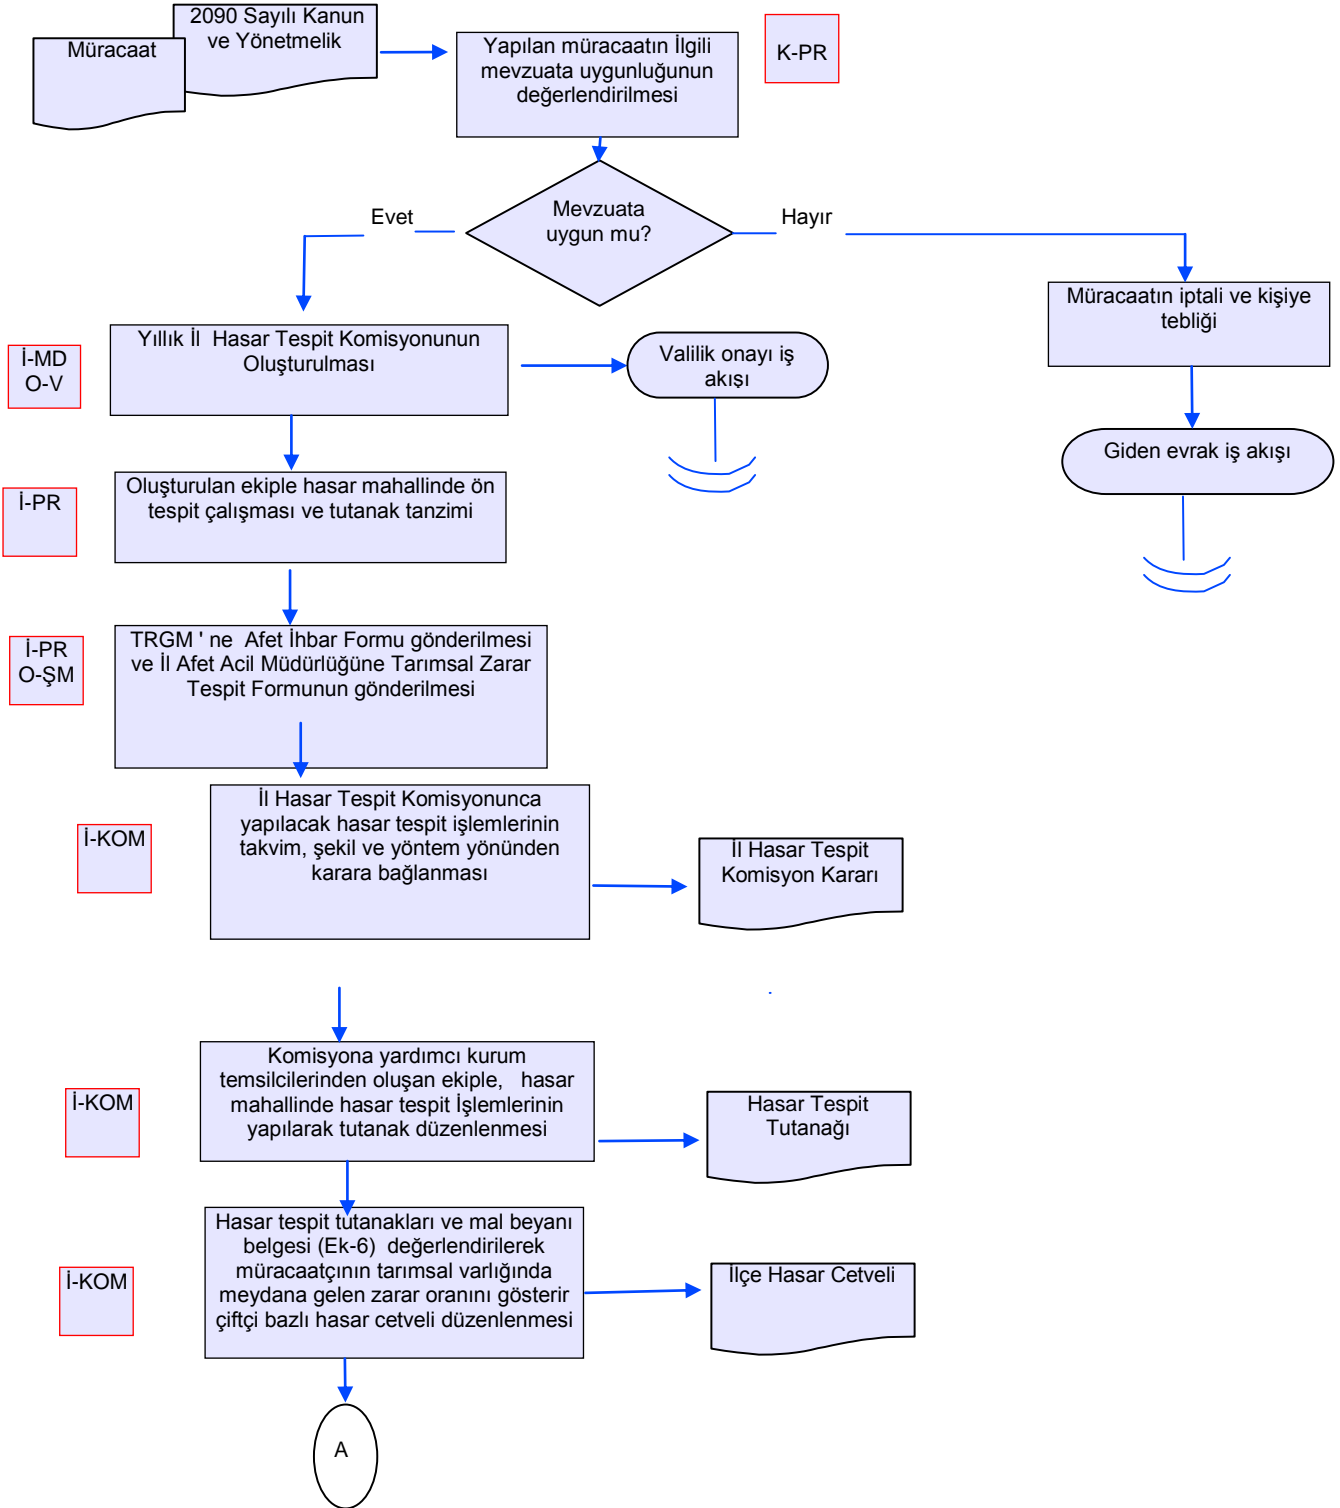 2090 Sayılı Kanun
ve Yönetmelik
Müracaat
Yapılan müracaatın İlgili
mevzuata uygunluğunun
değerlendirilmesi
K-PR
Mevzuata
uygun mu?
Evet
Hayır
Müracaatın iptali ve kişiye
tebliği
Yıllık İl  Hasar Tespit Komisyonunun
Oluşturulması
İ-MD
O-V
Valilik onayı iş
akışı
Giden evrak iş akışı
Oluşturulan ekiple hasar mahallinde ön
tespit çalışması ve tutanak tanzimi
İ-PR
TRGM ' ne  Afet İhbar Formu gönderilmesi
ve İl Afet Acil Müdürlüğüne Tarımsal Zarar
Tespit Formunun gönderilmesi
İ-PR
O-ŞM
İl Hasar Tespit Komisyonunca
yapılacak hasar tespit işlemlerinin
takvim, şekil ve yöntem yönünden
karara bağlanması
İ-KOM
İl Hasar Tespit
Komisyon Kararı
Komisyona yardımcı kurum
temsilcilerinden oluşan ekiple,   hasar
mahallinde hasar tespit İşlemlerinin
yapılarak tutanak düzenlenmesi
İ-KOM
Hasar Tespit
Tutanağı
Hasar tespit tutanakları ve mal beyanı
belgesi (Ek-6)  değerlendirilerek
müracaatçının tarımsal varlığında
meydana gelen zarar oranını gösterir
çiftçi bazlı hasar cetveli düzenlenmesi
İ-KOM
İlçe Hasar Cetveli
A